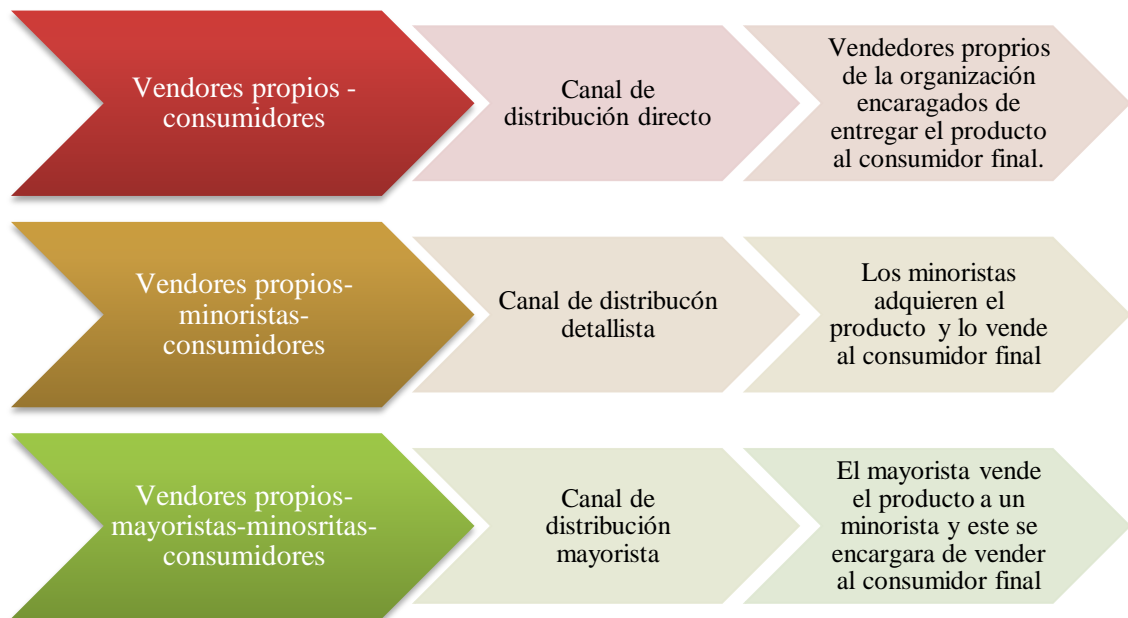 Vendores propios -
consumidores
Canal de
distribución directo
Vendedores proprios
de la organización
encaragados de
entregar el producto
al consumidor final.
Vendores propios-
minoristas-
consumidores
Canal de distribucón
detallista
Los minoristas
adquieren el
producto y lo vende
al consumidor final
Vendores propios-
mayoristas-minosritas-
consumidores
Canal de
distribución
mayorista
El mayorista vende
el producto a un
minorista y este se
encargara de vender
al consumidor final